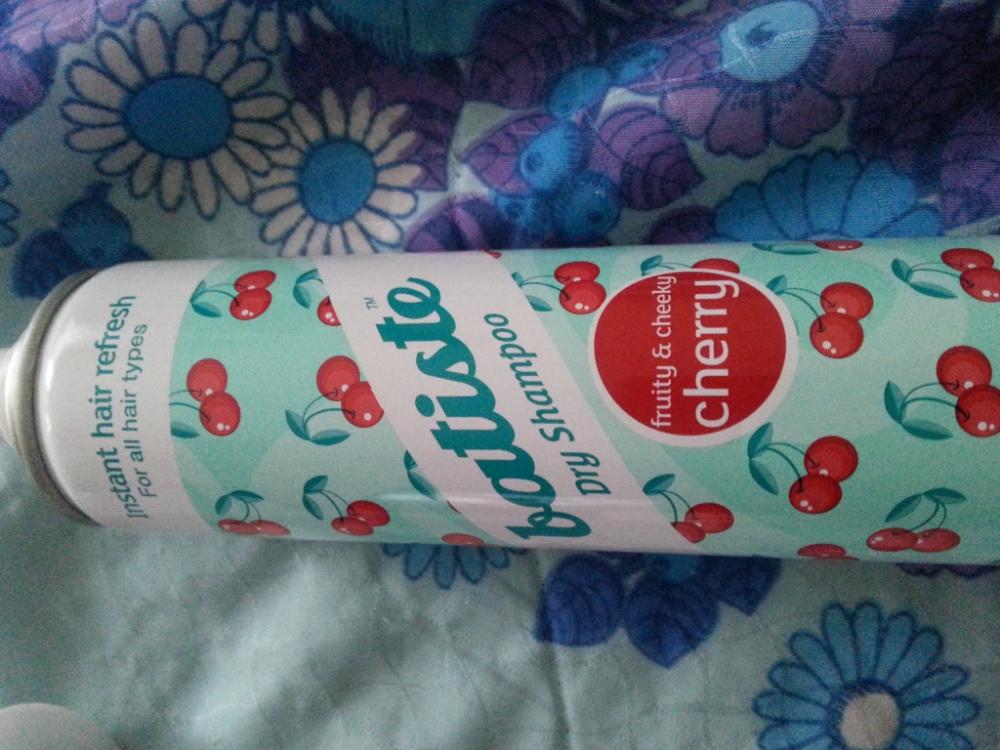 Instant hair refresh
For all hair types
batiste™
Dry Shampoo
fruity & cheeky
cherry